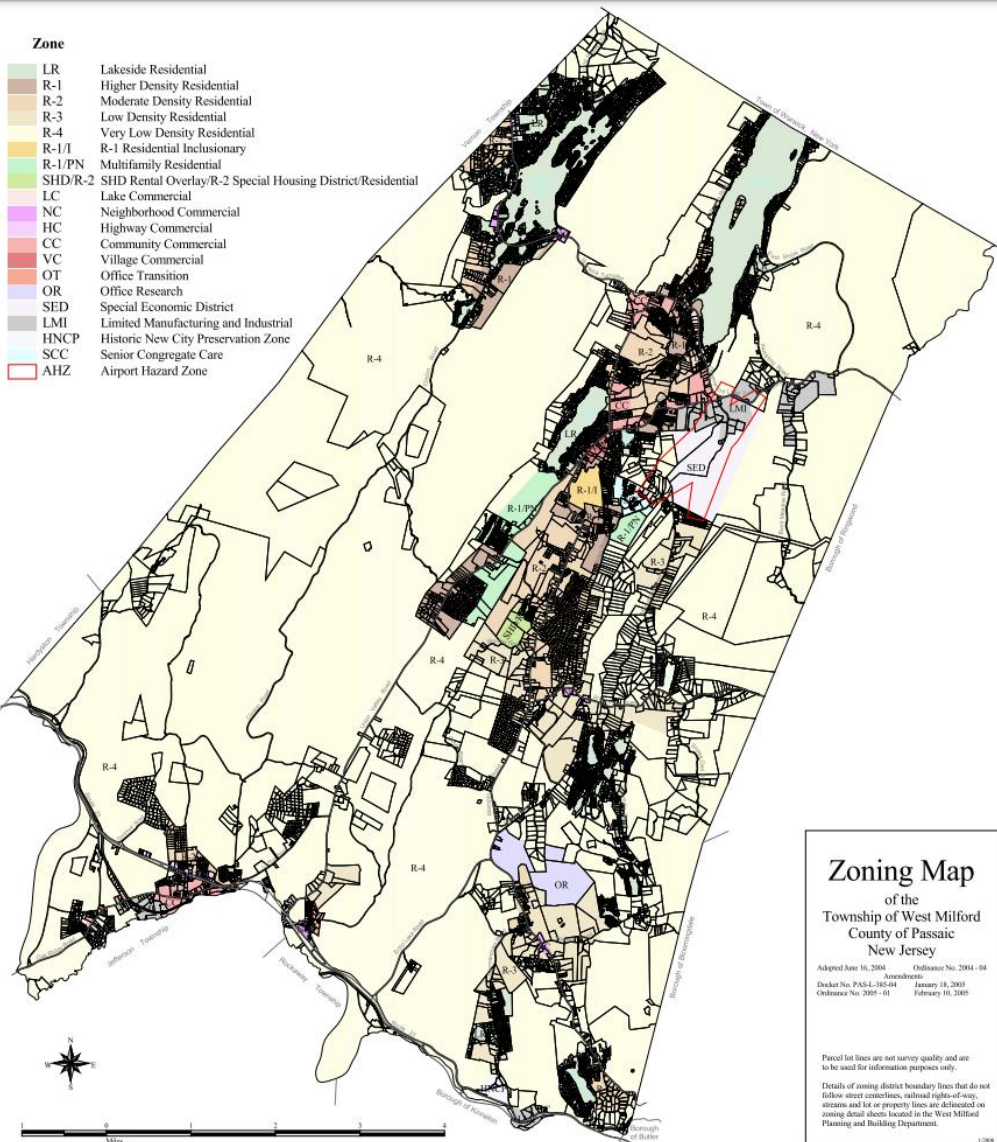 Zone
LR Lakeside Residential
R-1 Higher Density Residential
R-2 Moderate Density Residential
R-3 Low Density Residential
R-4 Very Low Density Residential
R-1/I R-1 Residential Inclusionary
R-1/PN Multifamily Residential
SHD/R-2 SHD Rental Overlay/R-2 Special Housing District/Residential
LC Lake Commercial
NC Neighborhood Commercial
HC Highway Commercial
CC Community Commercial
VC Village Commercial
OT Office Transition
OR Office Research
SED Special Economic District
LMI Limited Manufacturing and Industrial
HNCP Historic New City Preservation Zone
SCC Senior Congregate Care
AHZ Airport Hazard Zone
Vernon Township
Town of Warwick, New York
LR
R-1
R-4
R-4
R-2
R-1
CC
LMI
LR
SED
R-1/I
R-1/PN
R-1/PN
Borough of Ringwood
R-2
R-3
R-4
Hardyston Township
SHD
R-4
R-3
Union Valley Road
R-4
R-4
OR
Jefferson Township
R-3
Rockaway Township
Borough of Bloomingdale
Borough of Kinnelon
Borough
of Butler
N
W E
S
0 2 4
Miles
Zoning Map
of the
Township of West Milford
County of Passaic
New Jersey
Adopted June 16, 2004 Ordinance No. 2004 - 04
Amendments
Docket No. PAS-L-385-04 January 18, 2005
Ordinance No. 2005 - 01 February 10, 2005
Parcel lot lines are not survey quality and are
to be used for information purposes only.
Details of zoning district boundary lines that do not
follow street centerlines, railroad rights-of-way,
streams and lot or property lines are delineated on
zoning detail sheets located in the West Milford
Planning and Building Department.